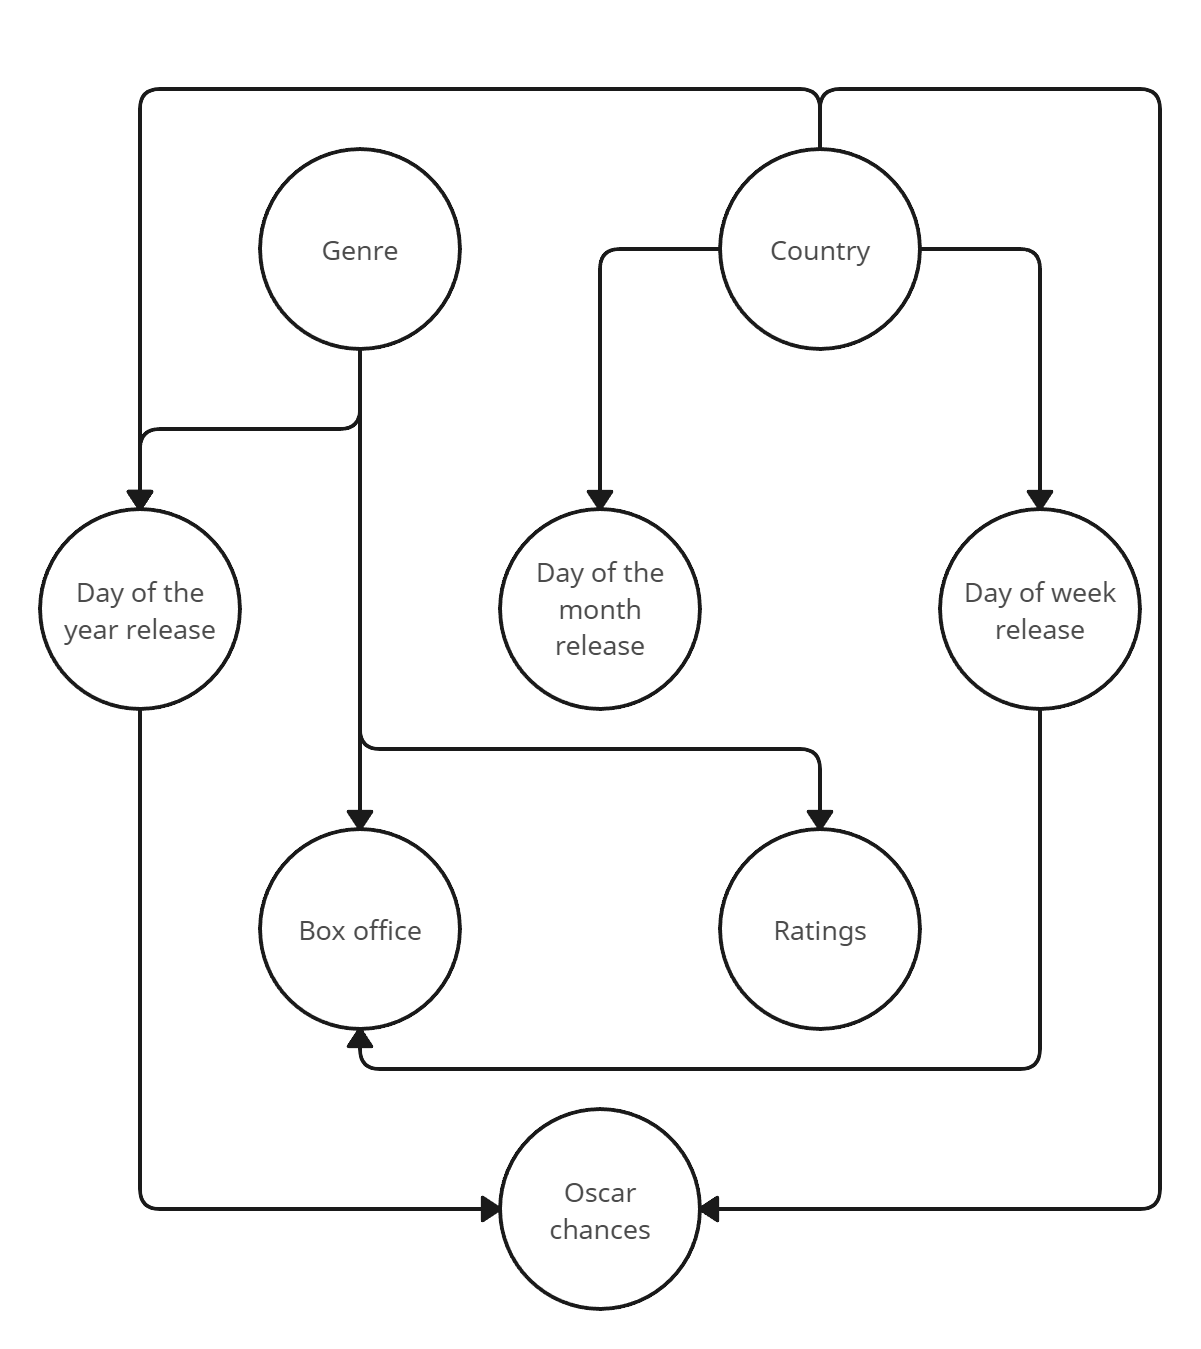 Genre
Country
Day of the
year release
Day of the
month
release
Day of week
release
Box office
Ratings
Oscar
chances